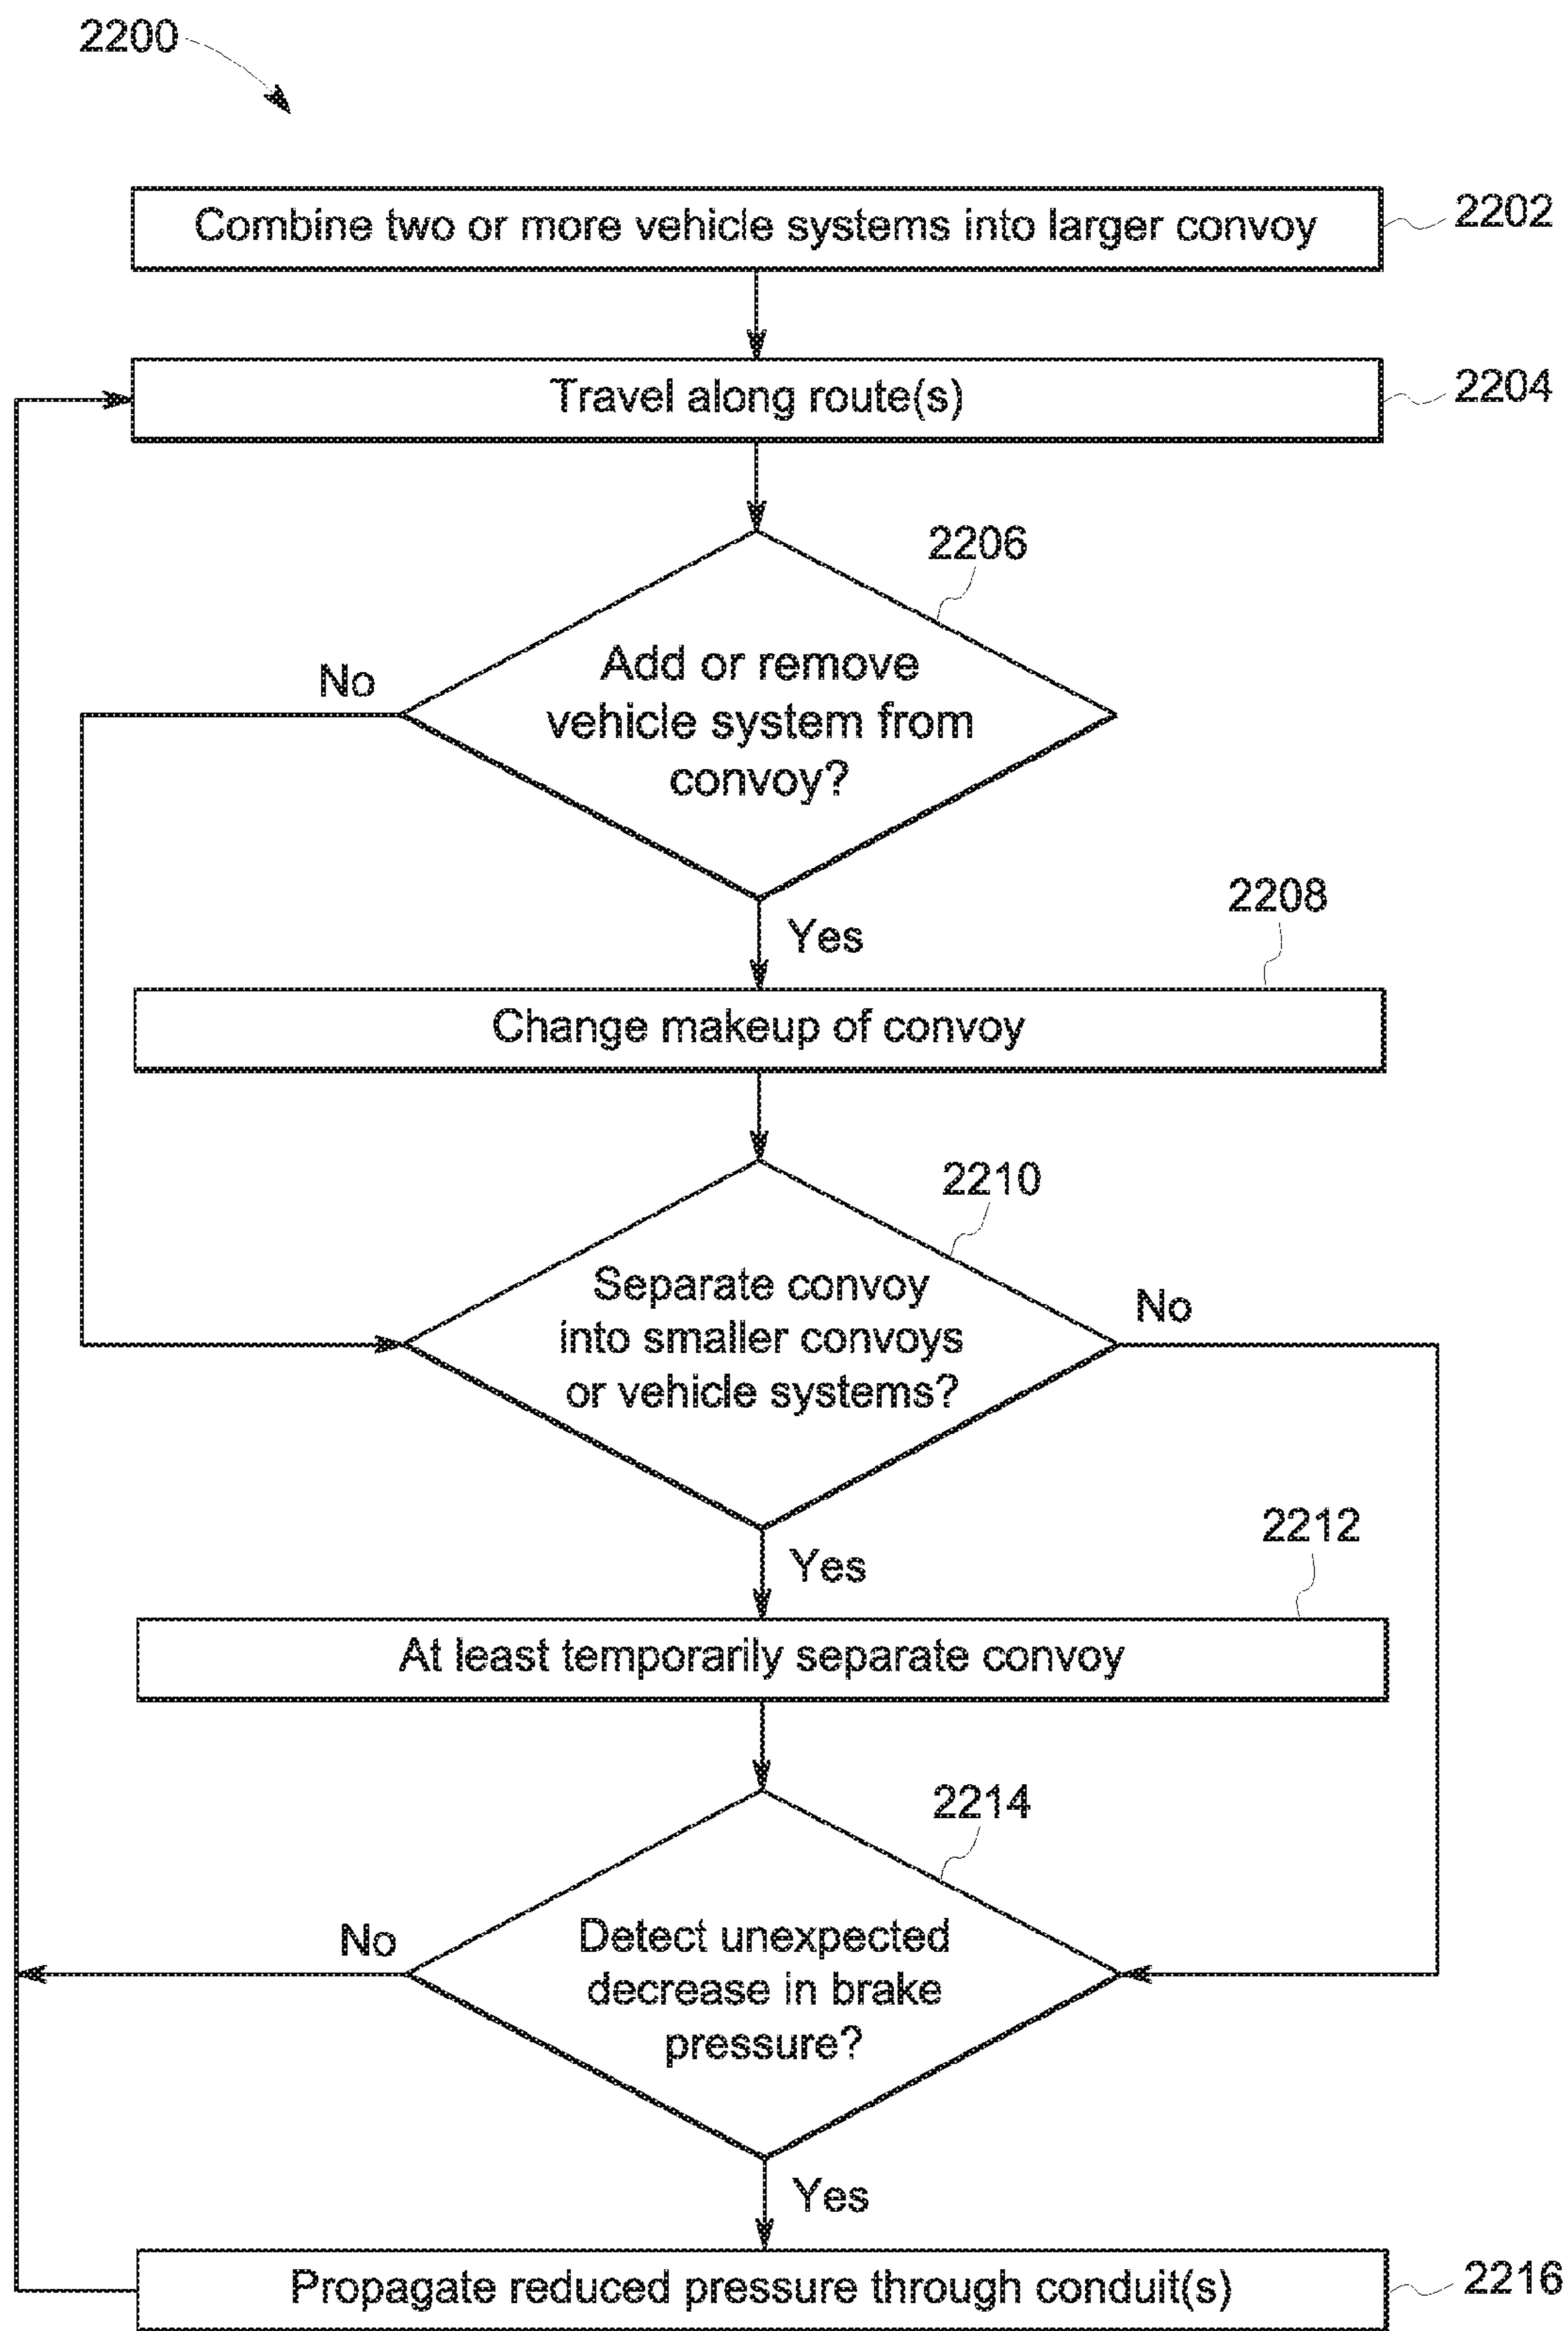 2200
Combine two or more vehicle systems into larger convoy
2202
Travel along route(s)
2204
2206
Add or remove
vehicle system from
convoy?
No
Yes
2208
Change makeup of convoy
2210
Separate convoy
into smaller convoys
or vehicle systems?
No
Yes
2212
At least temporarily separate convoy
2214
Detect unexpected
decrease in brake
pressure?
No
Yes
Propagate reduced pressure through conduit(s)
2216